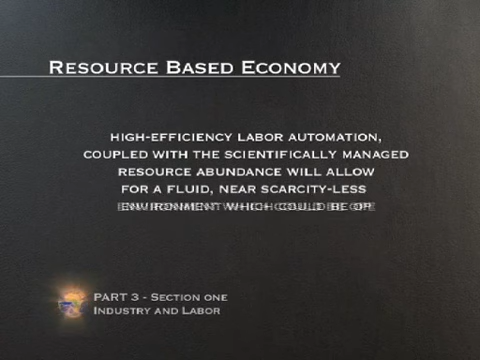 RESOURCE BASED ECONOMY
HIGH-EFFICIENCY LABOR AUTOMATION,
COUPLED WITH THE SCIENTIFICALLY MANAGED
RESOURCE ABUNDANCE WILL ALLOW
FOR A FLUID, NEAR SCARCITY-LESS
ENVIRONMENT WHICH COULD BE
PART 3 - SECTION ONE
INDUSTRY AND LABOR